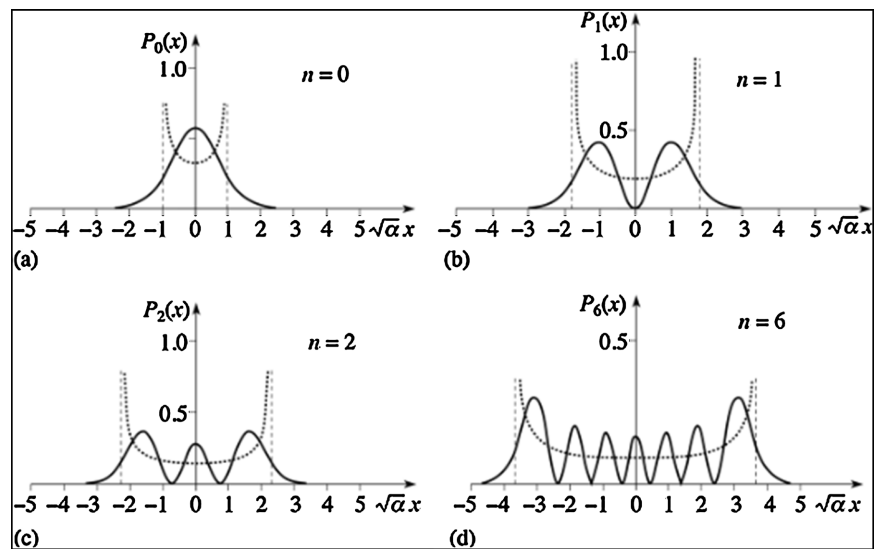 P₀(x)
1.0
n = 0
–5 –4 –3 –2 –1 0 1 2 3 4 5 √α x
(a)
P₁(x)
1.0
n = 1
0.5
–5 –4 –3 –2 –1 0 1 2 3 4 5 √α x
(b)
P₂(x)
1.0
n = 2
0.5
–5 –4 –3 –2 –1 0 1 2 3 4 5 √α x
(c)
P₆(x)
n = 6
0.5
–5 –4 –3 –2 –1 0 1 2 3 4 5 √α x
(d)